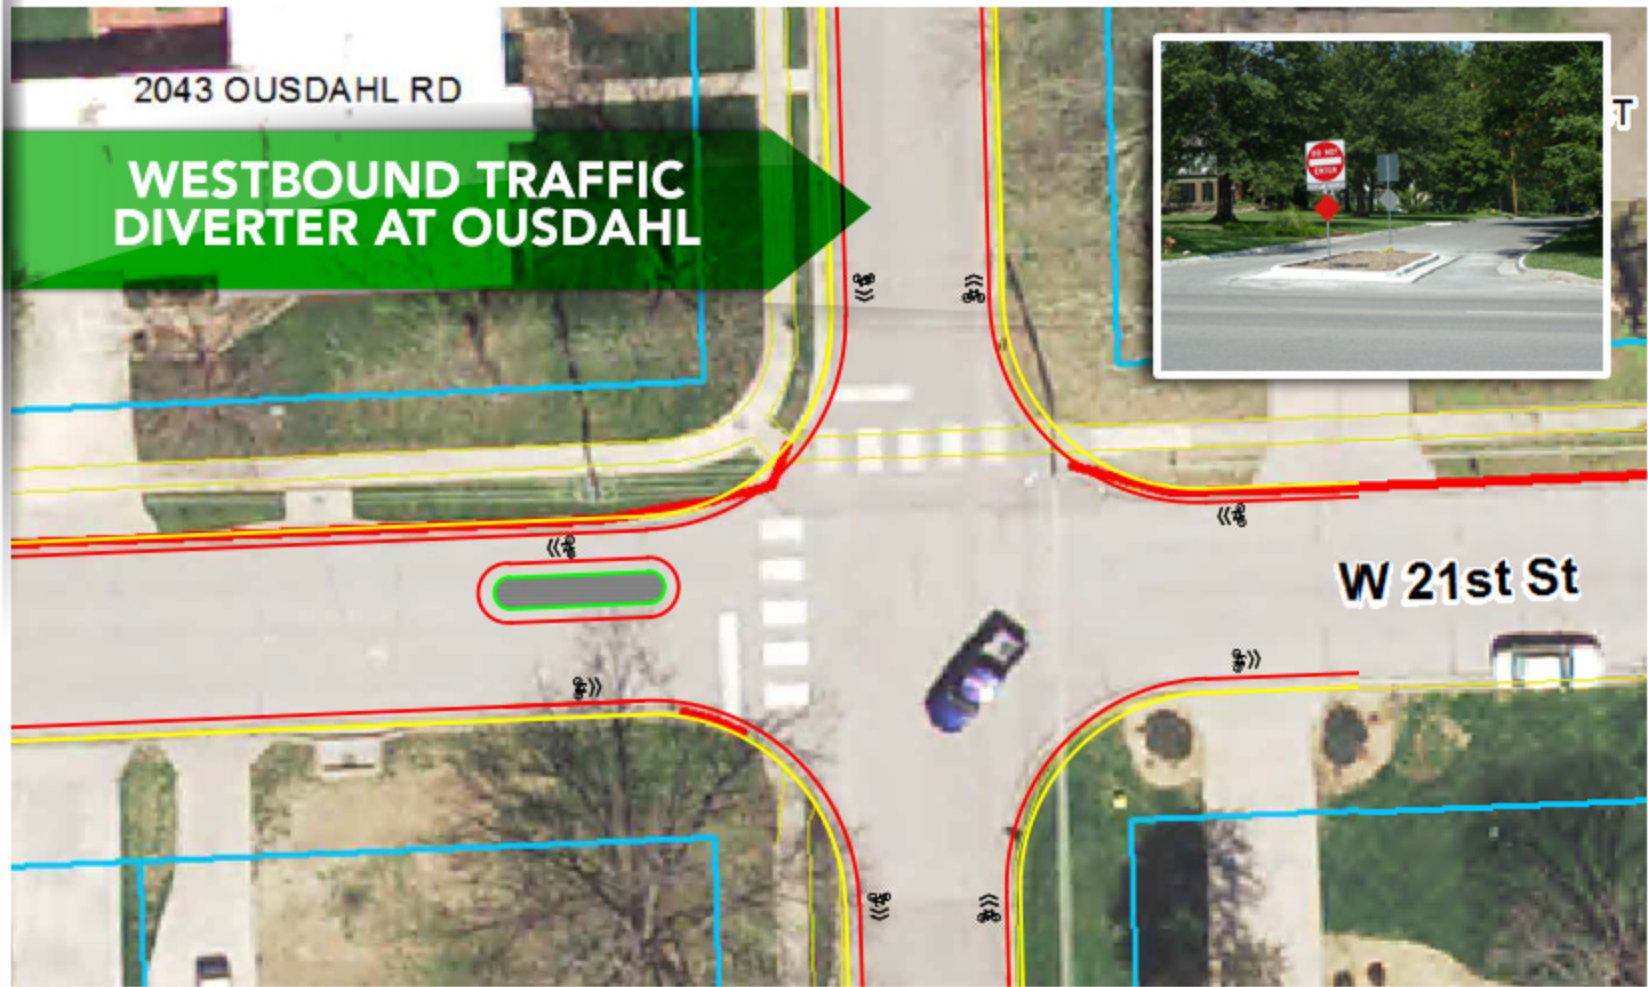 2043 OUSDAHL RD
WESTBOUND TRAFFIC
DIVERTER AT OUSDAHL
DO NOT
ENTER
T
W 21st St